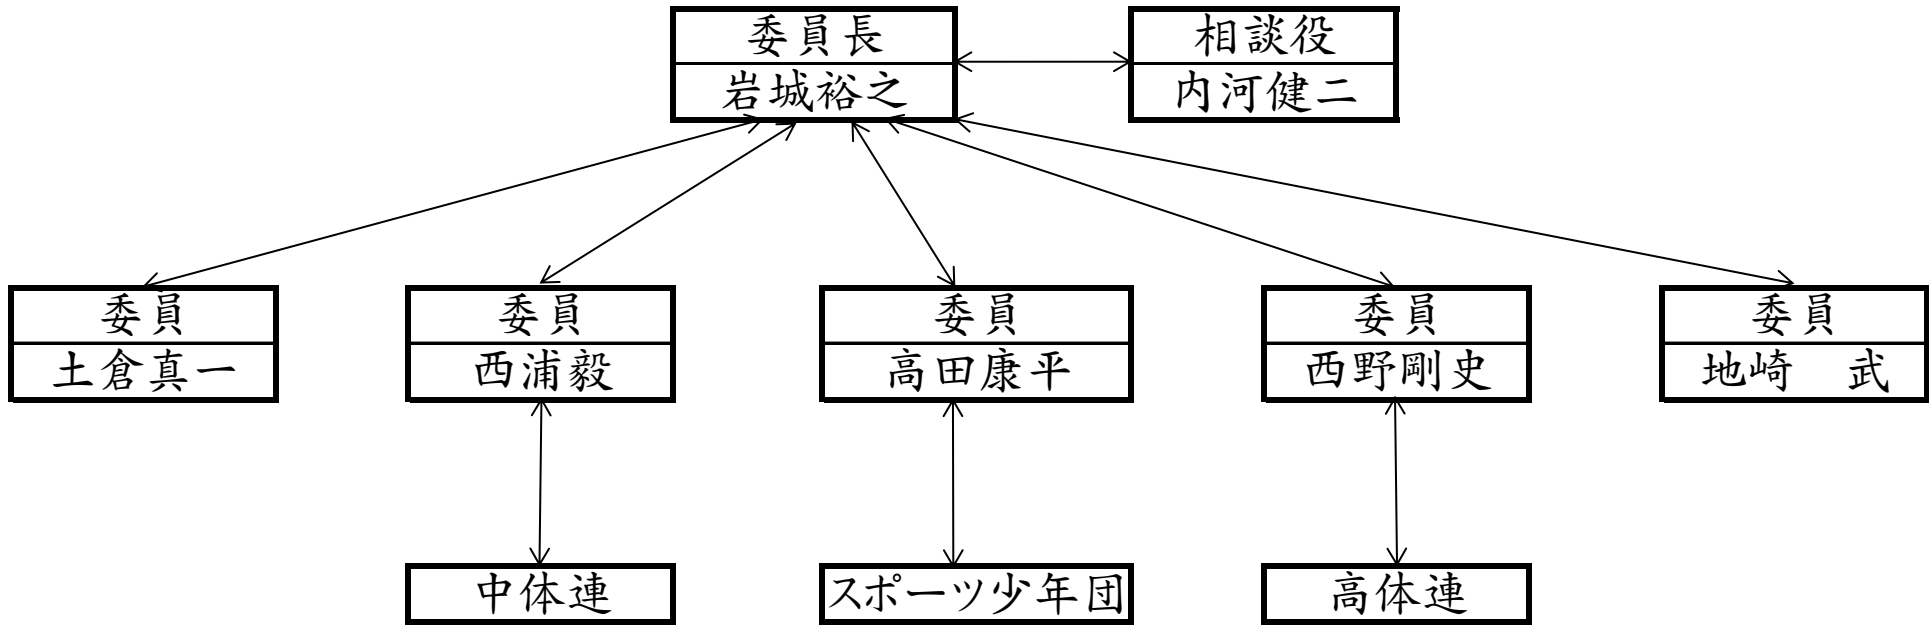 委員長
岩城裕之
相談役
内河健二
委員
土倉真一
委員
西浦毅
委員
高田康平
委員
西野剛史
委員
地崎　武
中体連
スポーツ少年団
高体連